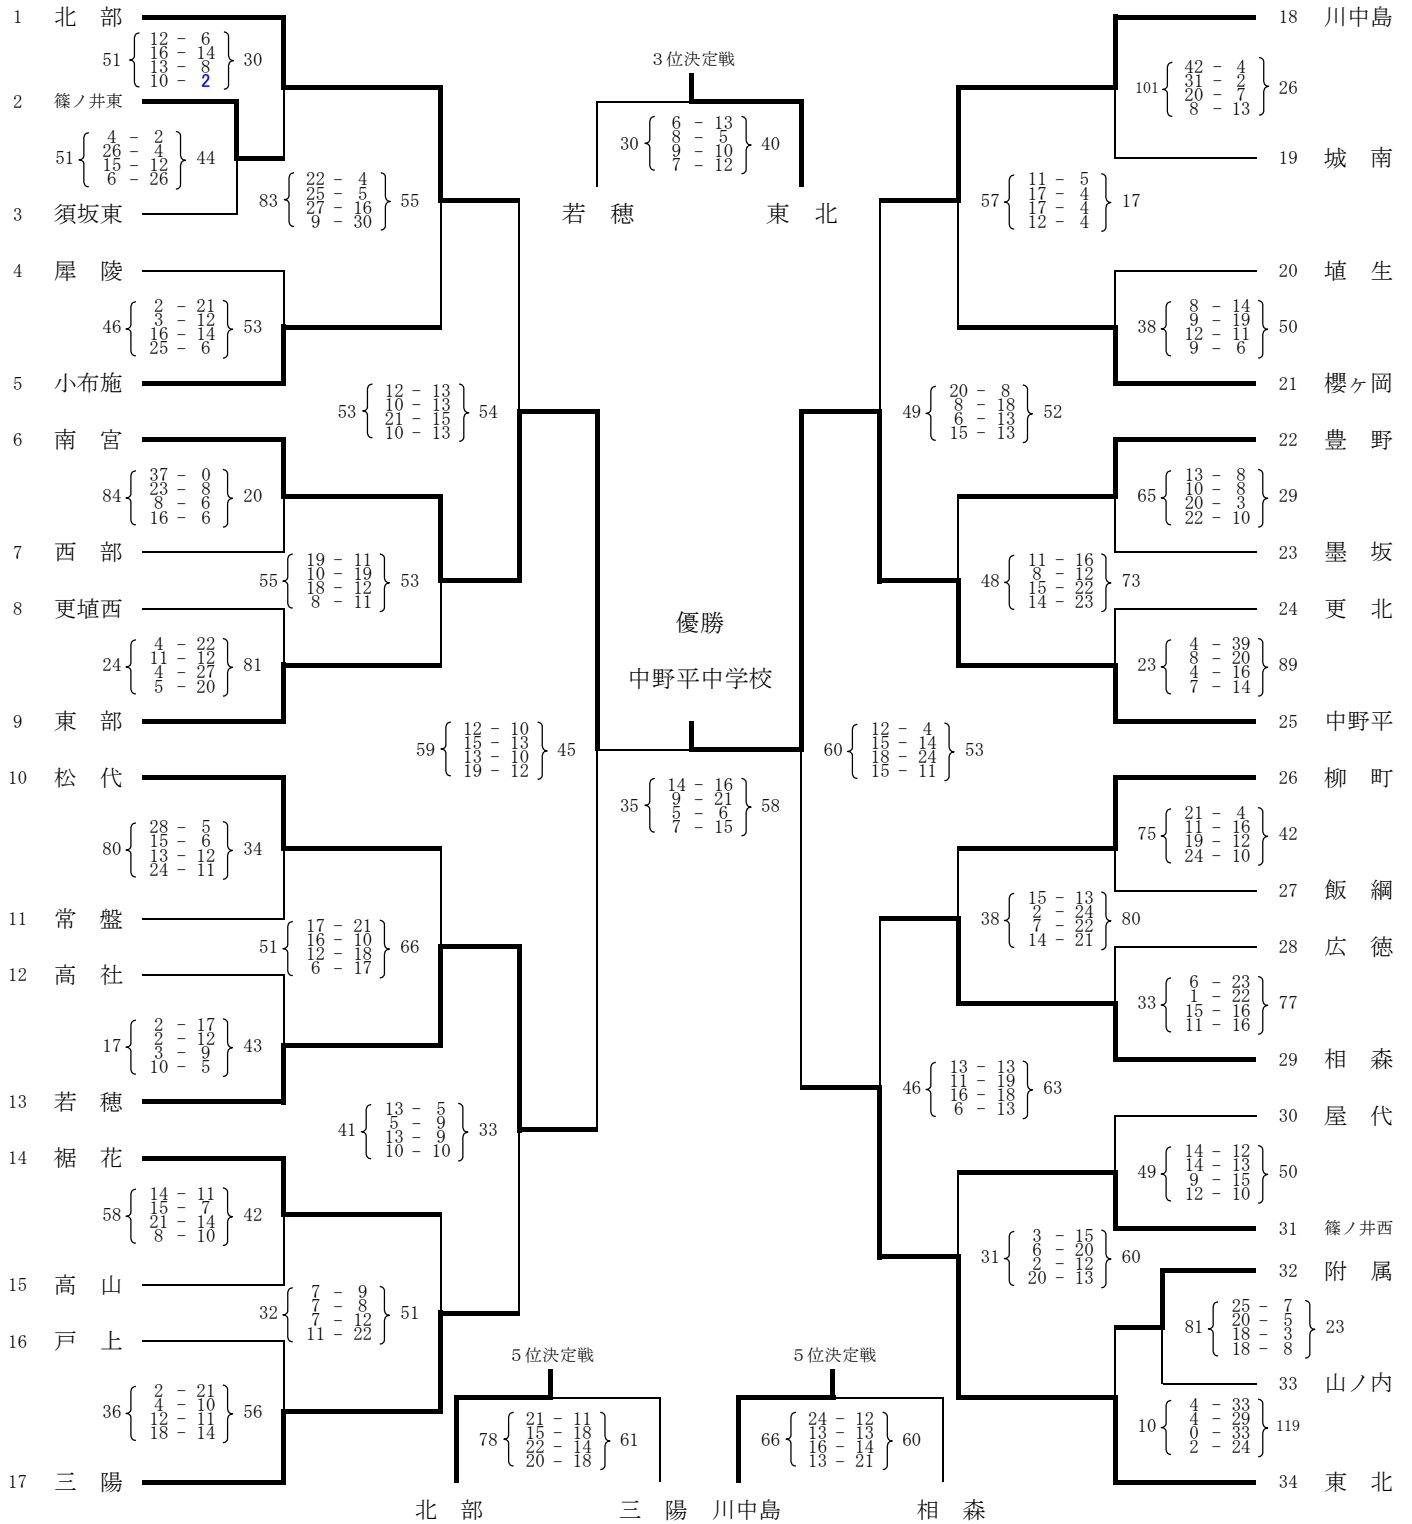 1 北 部
51 12 - 6 30
16 - 14
13 - 8
10 - 2
2 篠ノ井東
51 4 - 2 44
26 - 4
15 - 12
6 - 26
3 須坂東
83 22 - 4 55
25 - 5
27 - 16
9 - 30
4 犀 陵
46 2 - 21 53
3 - 12
16 - 14
25 - 6
5 小布施
53 12 - 13 54
10 - 13
21 - 15
10 - 13
6 南 宮
84 37 - 0 20
23 - 8
8 - 6
16 - 6
7 西 部
55 19 - 11 53
10 - 19
18 - 12
8 - 11
8 更埴西
24 4 - 22 81
11 - 12
4 - 27
5 - 20
9 東 部
59 12 - 10 45
15 - 13
13 - 10
19 - 12
10 松 代
80 28 - 5 34
15 - 6
13 - 12
24 - 11
11 常 盤
51 17 - 21 66
16 - 10
12 - 18
6 - 17
12 高 社
17 2 - 17 43
2 - 12
3 - 9
10 - 5
13 若 穂
41 13 - 5 33
5 - 9
13 - 9
10 - 10
14 裾 花
58 14 - 11 42
15 - 7
21 - 14
8 - 10
15 高 山
32 7 - 9 51
7 - 8
7 - 12
11 - 22
16 戸 上
36 2 - 21 56
4 - 10
12 - 11
18 - 14
17 三 陽
3位決定戦
30 6 - 13 40
8 - 5
9 - 10
7 - 12
若 穂 東 北
優勝
中野平中学校
35 14 - 16 58
9 - 21
5 - 6
7 - 15
5位決定戦
78 21 - 11 61
15 - 18
22 - 14
20 - 18
北 部 三 陽
5位決定戦
66 24 - 12 60
13 - 13
16 - 14
13 - 21
川中島 相 森
18 川中島
101 42 - 4 26
31 - 2
20 - 7
8 - 13
19 城 南
57 11 - 5 17
17 - 4
17 - 4
12 - 4
20 埴 生
38 8 - 14 50
9 - 19
12 - 11
9 - 6
21 櫻ヶ岡
49 20 - 8 52
8 - 18
6 - 13
15 - 13
22 豊 野
65 13 - 8 29
10 - 8
20 - 3
22 - 10
23 墨 坂
48 11 - 16 73
8 - 12
15 - 22
14 - 23
24 更 北
23 4 - 39 89
8 - 20
4 - 16
7 - 14
25 中野平
60 12 - 4 53
15 - 14
18 - 24
15 - 11
26 柳 町
75 21 - 4 42
11 - 16
19 - 12
24 - 10
27 飯 綱
38 15 - 13 80
2 - 24
7 - 22
14 - 21
28 広 徳
33 6 - 23 77
1 - 22
15 - 16
11 - 16
29 相 森
46 13 - 13 63
11 - 19
16 - 18
6 - 13
30 屋 代
49 14 - 12 50
14 - 13
9 - 15
12 - 10
31 篠ノ井西
31 3 - 15 60
6 - 20
2 - 12
20 - 13
32 附 属
81 25 - 7 23
20 - 5
18 - 3
18 - 8
33 山ノ内
10 4 - 33 119
4 - 29
0 - 33
2 - 24
34 東 北